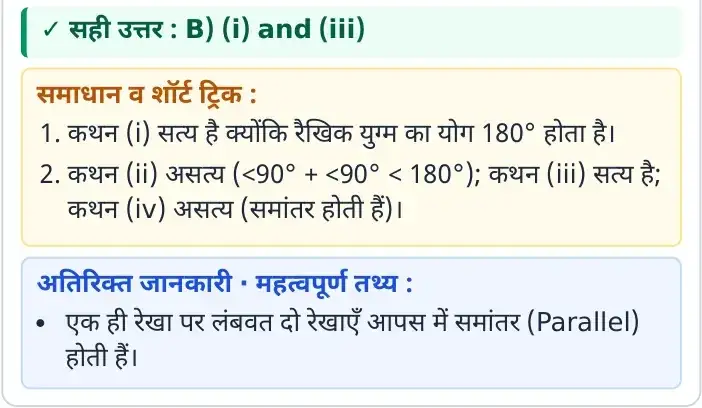 ✓ सही उत्तर : B) (i) and (iii)
समाधान व शॉर्ट ट्रिक :
1. कथन (i) सत्य है क्योंकि रैखिक युग्म का योग 180° होता है।
2. कथन (ii) असत्य (<90° + <90° < 180°); कथन (iii) सत्य है;
कथन (iv) असत्य (समांतर होती हैं)।
अतिरिक्त जानकारी · महत्वपूर्ण तथ्य :
• एक ही रेखा पर लंबवत दो रेखाएँ आपस में समांतर (Parallel)
होती हैं।